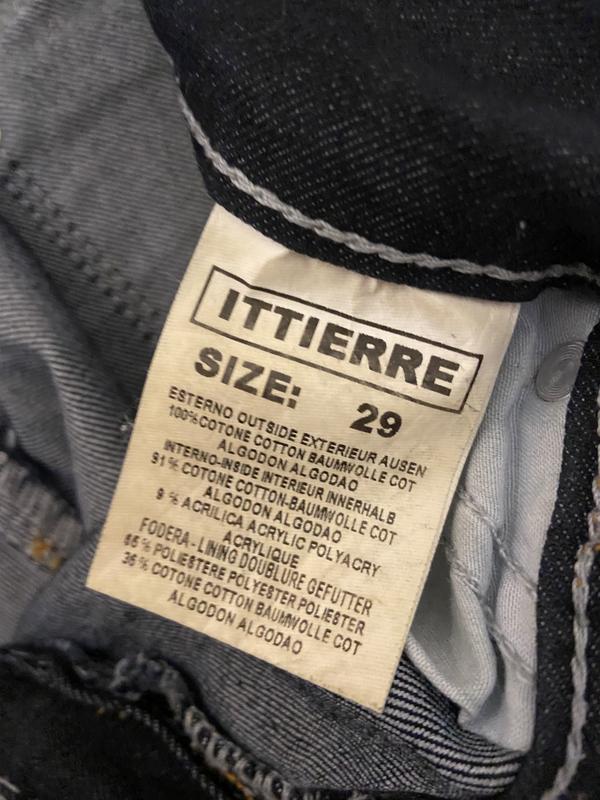 ITTIERRE
SIZE: 29
ESTERNO OUTSIDE EXTERIEUR AUSEN
100%COTONE COTTON BAUMWOLLE COT
ALGODON ALGODAO
INTERNO-INSIDE INTERIEUR INNERHALB
91% COTONE COTTON-BAUMWOLLE COT
ALGODON ALGODAO
9 % ACRILICA ACRYLIC POLYACRY
ACRYLIQUE
FODERA-LINING DOUBLURE GEFUTTER
65 % POLIESTERE POLYESTER POLIESTER
35 % COTONE COTTON BAUMWOLLE COT
ALGODON ALGODAO